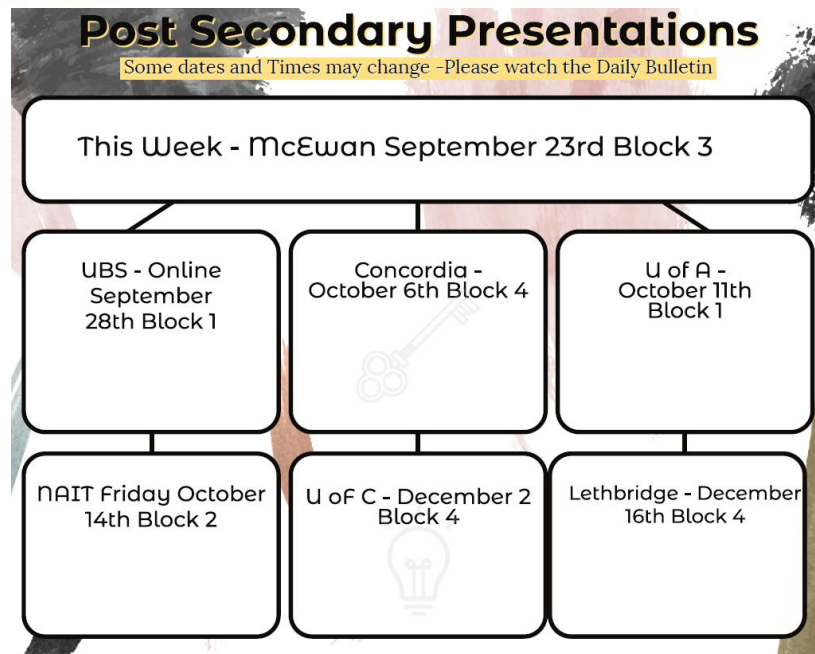 Post Secondary Presentations
Some dates and Times may change -Please watch the Daily Bulletin
This Week - McEwan September 23rd Block 3
UBS - Online
September
28th Block 1
Concordia -
October 6th Block 4
U of A -
October 11th
Block 1
NAIT Friday October
14th Block 2
U oF C - December 2
Block 4
Lethbridge - December
16th Block 4